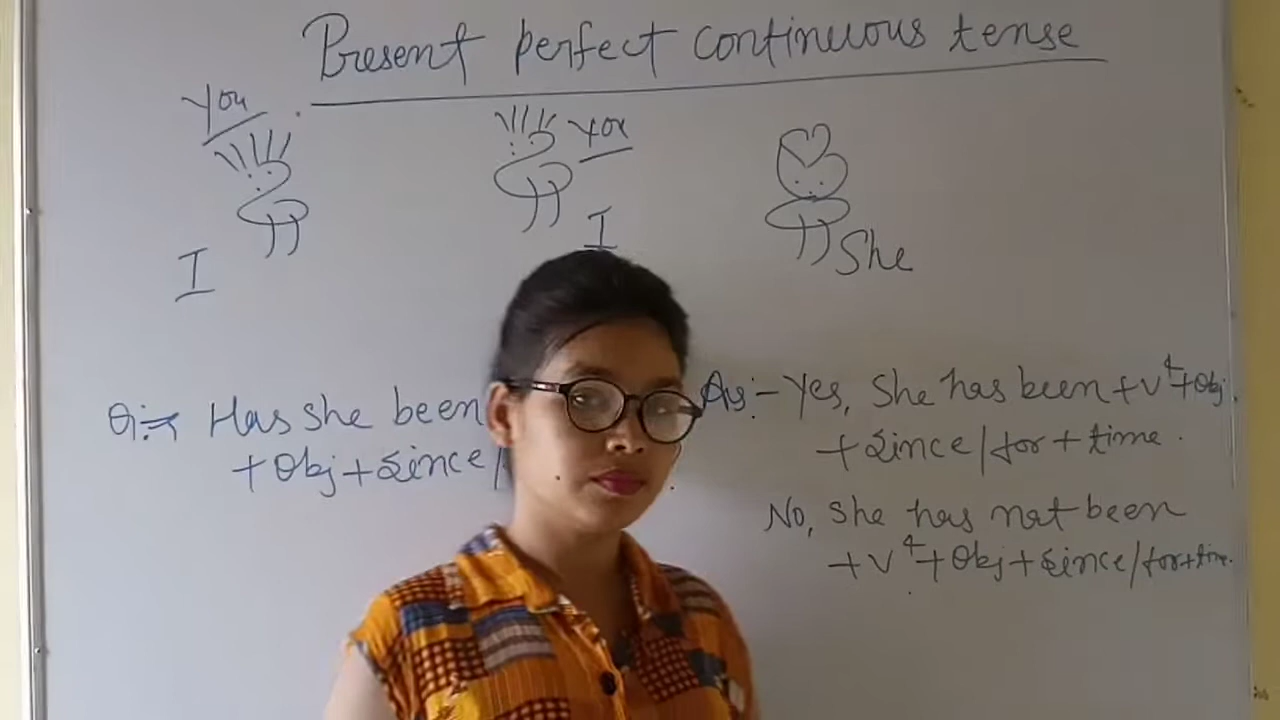 Present perfect continuous tense
you
you
I
I
She
Q:- Has she been
+ Obj + Since /
Ans:- Yes, She has been + V4 + Obj.
+ Since / for + time.
No, She has not been
+ V4 + Obj + Since / for + time.